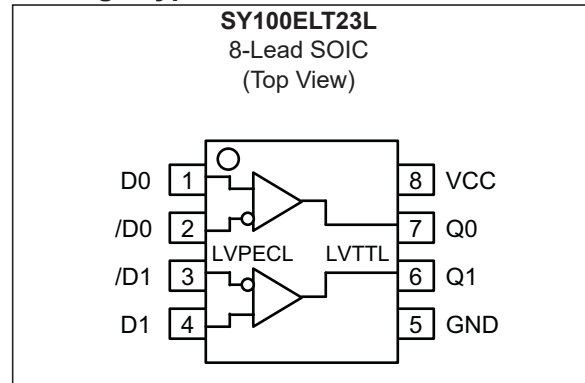 SY100ELT23L
8-Lead SOIC
(Top View)
D0 1 8 VCC
/D0 2 7 Q0
LVPECL LVTTL
/D1 3 6 Q1
D1 4 5 GND